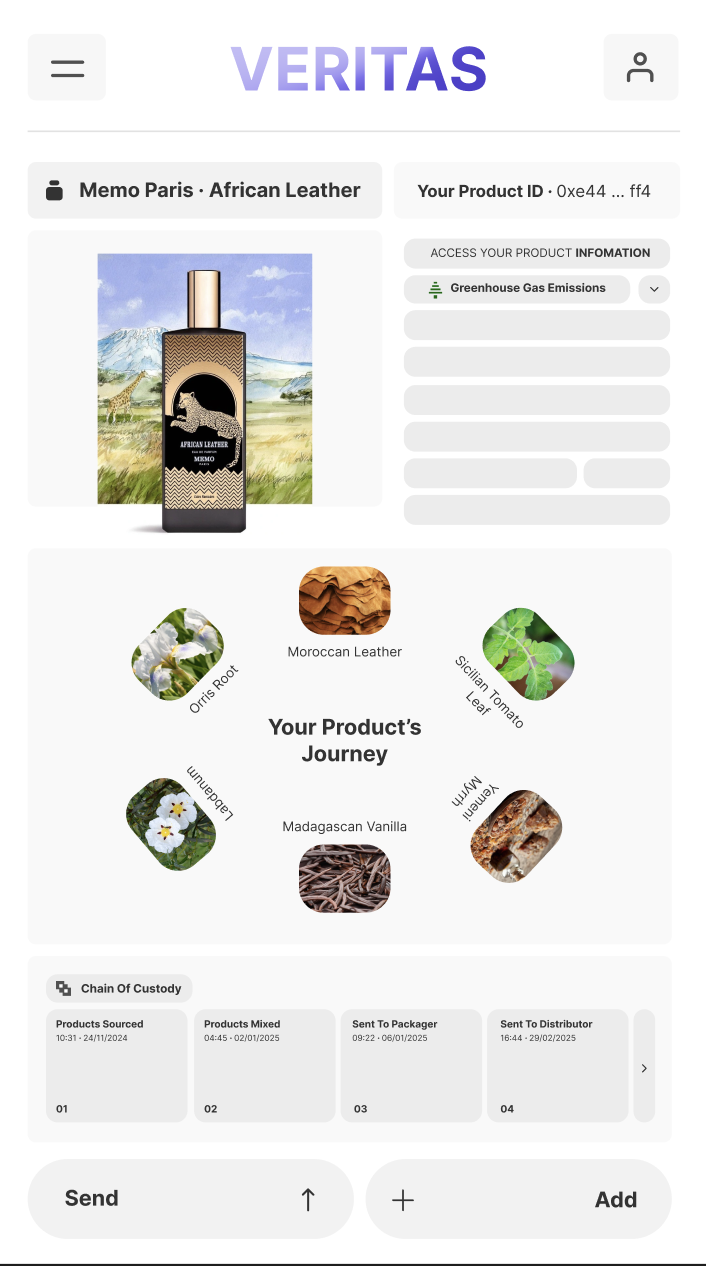 VERITAS
Memo Paris · African Leather
Your Product ID · 0xe44 ... ff4
ACCESS YOUR PRODUCT INFOMATION
Greenhouse Gas Emissions
AFRICAN LEATHER
EAU DE PARFUM
MEMO
PARIS
Moroccan Leather
Orris Root
Sicilian Tomato
Leaf
Your Product’s
Journey
Labdanum
Yemeni
Myrrh
Madagascan Vanilla
Chain Of Custody
Products Sourced
10:31 · 24/11/2024
01
Products Mixed
04:45 · 02/01/2025
02
Sent To Packager
09:22 · 06/01/2025
03
Sent To Distributor
16:44 · 29/02/2025
04
Send
Add